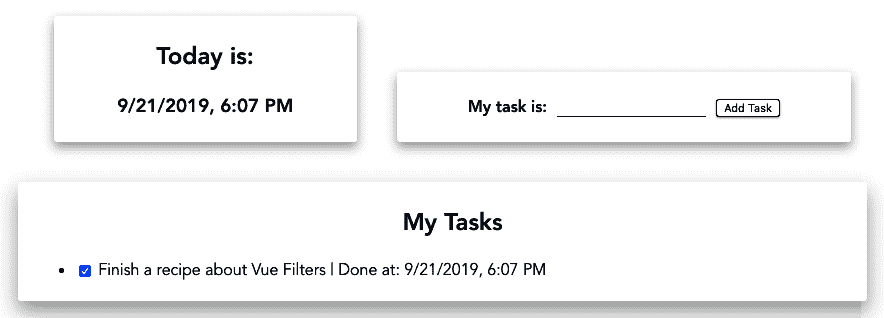 Today is:
9/21/2019, 6:07 PM
My task is:
Add Task
My Tasks
Finish a recipe about Vue Filters | Done at: 9/21/2019, 6:07 PM